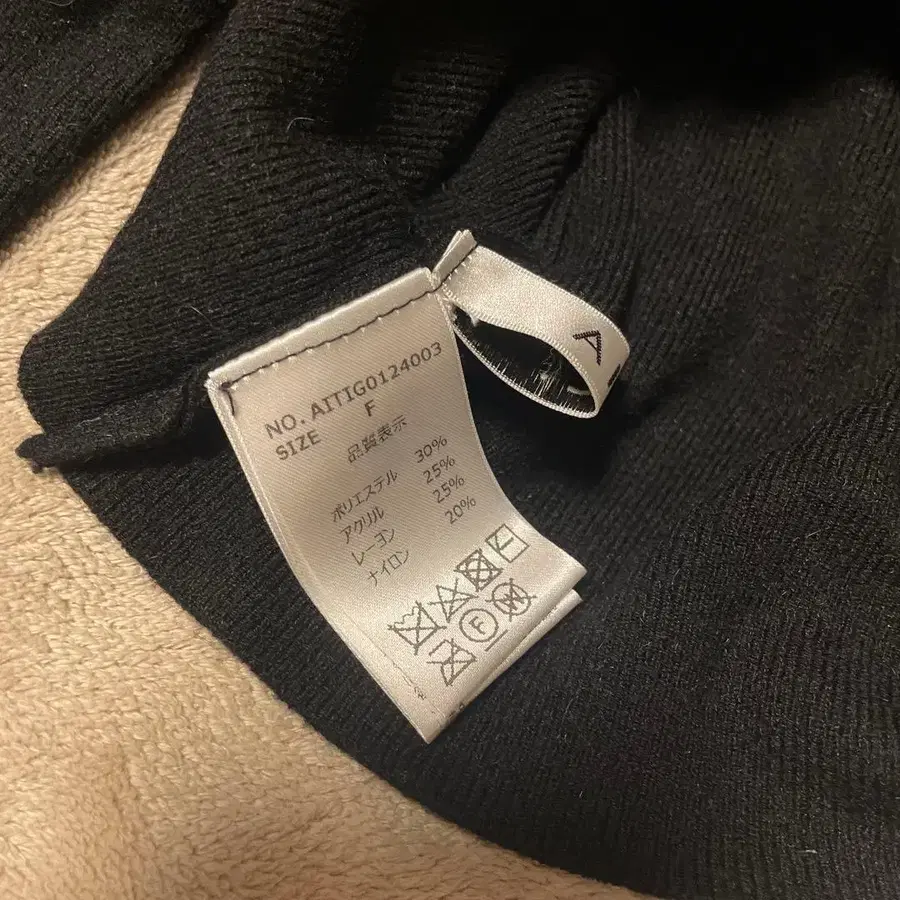 NO. AITIG0124003
SIZE F
品質表示
ポリエステル 30%
アクリル 25%
レーヨン 25%
ナイロン 20%
F
W
A